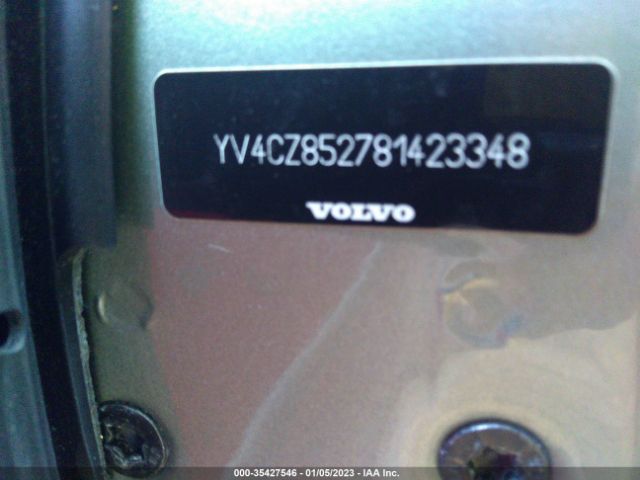 YV4CZ852781423348
VOLVO
000-35427546 - 01/05/2023 - IAA Inc.